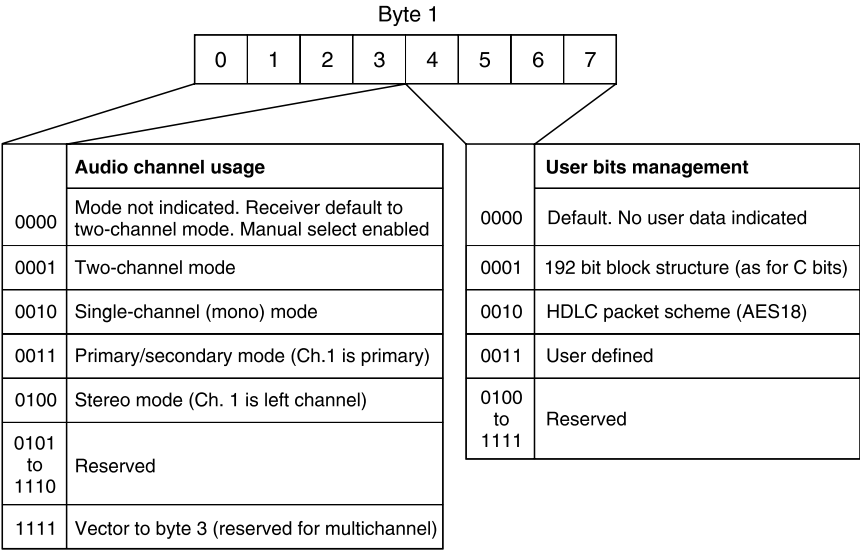 Byte 1
0 1 2 3 4 5 6 7
Audio channel usage
0000 Mode not indicated. Receiver default to
two-channel mode. Manual select enabled
0001 Two-channel mode
0010 Single-channel (mono) mode
0011 Primary/secondary mode (Ch.1 is primary)
0100 Stereo mode (Ch. 1 is left channel)
0101
to
1110
Reserved
1111 Vector to byte 3 (reserved for multichannel)
User bits management
0000 Default. No user data indicated
0001 192 bit block structure (as for C bits)
0010 HDLC packet scheme (AES18)
0011 User defined
0100
to
1111
Reserved